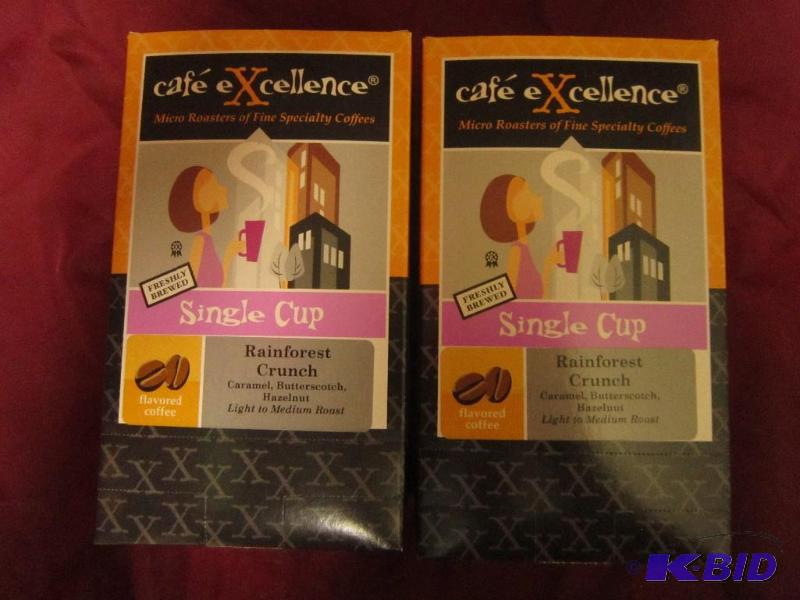 café eXcellence®
Micro Roasters of Fine Specialty Coffees
FRESHLY
BREWED
Single Cup
Rainforest
Crunch
Caramel, Butterscotch,
Hazelnut
Light to Medium Roast
flavored
coffee
café eXcellence®
Micro Roasters of Fine Specialty Coffees
FRESHLY
BREWED
Single Cup
Rainforest
Crunch
Caramel, Butterscotch,
Hazelnut
Light to Medium Roast
flavored
coffee
© K-BID